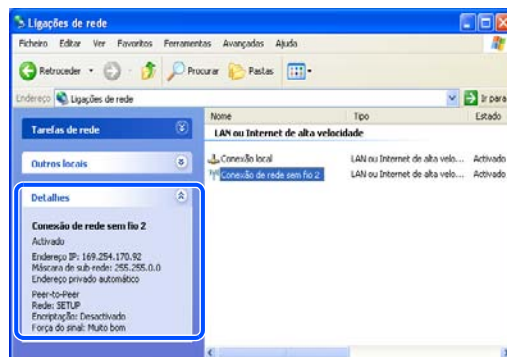 Ligações de rede
Ficheiro Editar Ver Favoritos Ferramentas Avançadas Ajuda
Retroceder Procurar Pastas
Endereço Ligações de rede Ir para
Tarefas de rede
Outros locais
Detalhes
Conexão de rede sem fio 2
Activado
Endereço IP: 169.254.170.92
Máscara de sub-rede: 255.255.0.0
Endereço privado automático
Peer-to-Peer
Rede: SETUP
Encriptação: Desactivado
Força do sinal: Muito bom
Nome Tipo Estado
LAN ou Internet de alta velocidade
Conexão local LAN ou Internet de alta velo... Activado
Conexão de rede sem fio 2 LAN ou Internet de alta velo... Activado